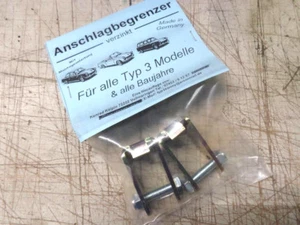 Anschlagbegrenzer
verzinkt
Made in
Germany
Für alle Typ 3 Modelle
& alle Baujahre